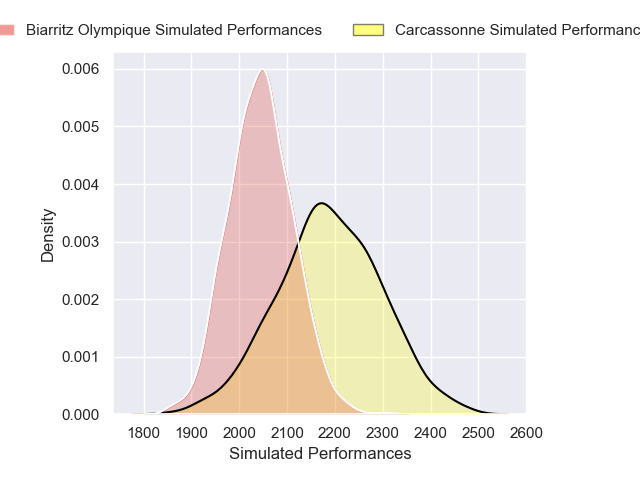 Biarritz Olympique Simulated Performances
Carcassonne Simulated Performanc
0.006
0.005
0.004
0.003
0.002
0.001
0.000
Density
1800 1900 2000 2100 2200 2300 2400 2500 2600
Simulated Performances